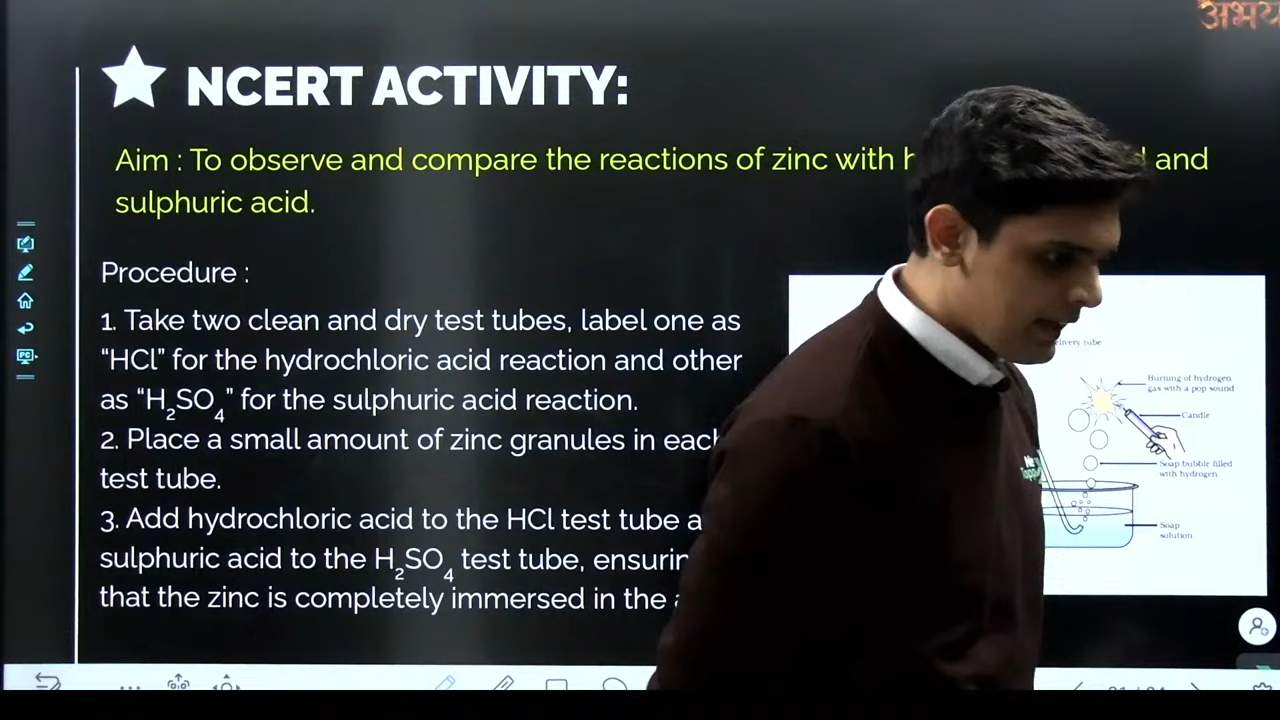 अभय
NCERT ACTIVITY:
Aim : To observe and compare the reactions of zinc with and
sulphuric acid.
Procedure :
1. Take two clean and dry test tubes, label one as
“HCl” for the hydrochloric acid reaction and other
as “H₂SO₄” for the sulphuric acid reaction.
2. Place a small amount of zinc granules in each
test tube.
3. Add hydrochloric acid to the HCl test tube
sulphuric acid to the H₂SO₄ test tube,
that the zinc is completely immersed in the
tube
Burning of hydrogen
gas with a pop sound
Candle
Soap bubble filled
with hydrogen
Soap
solution
PC